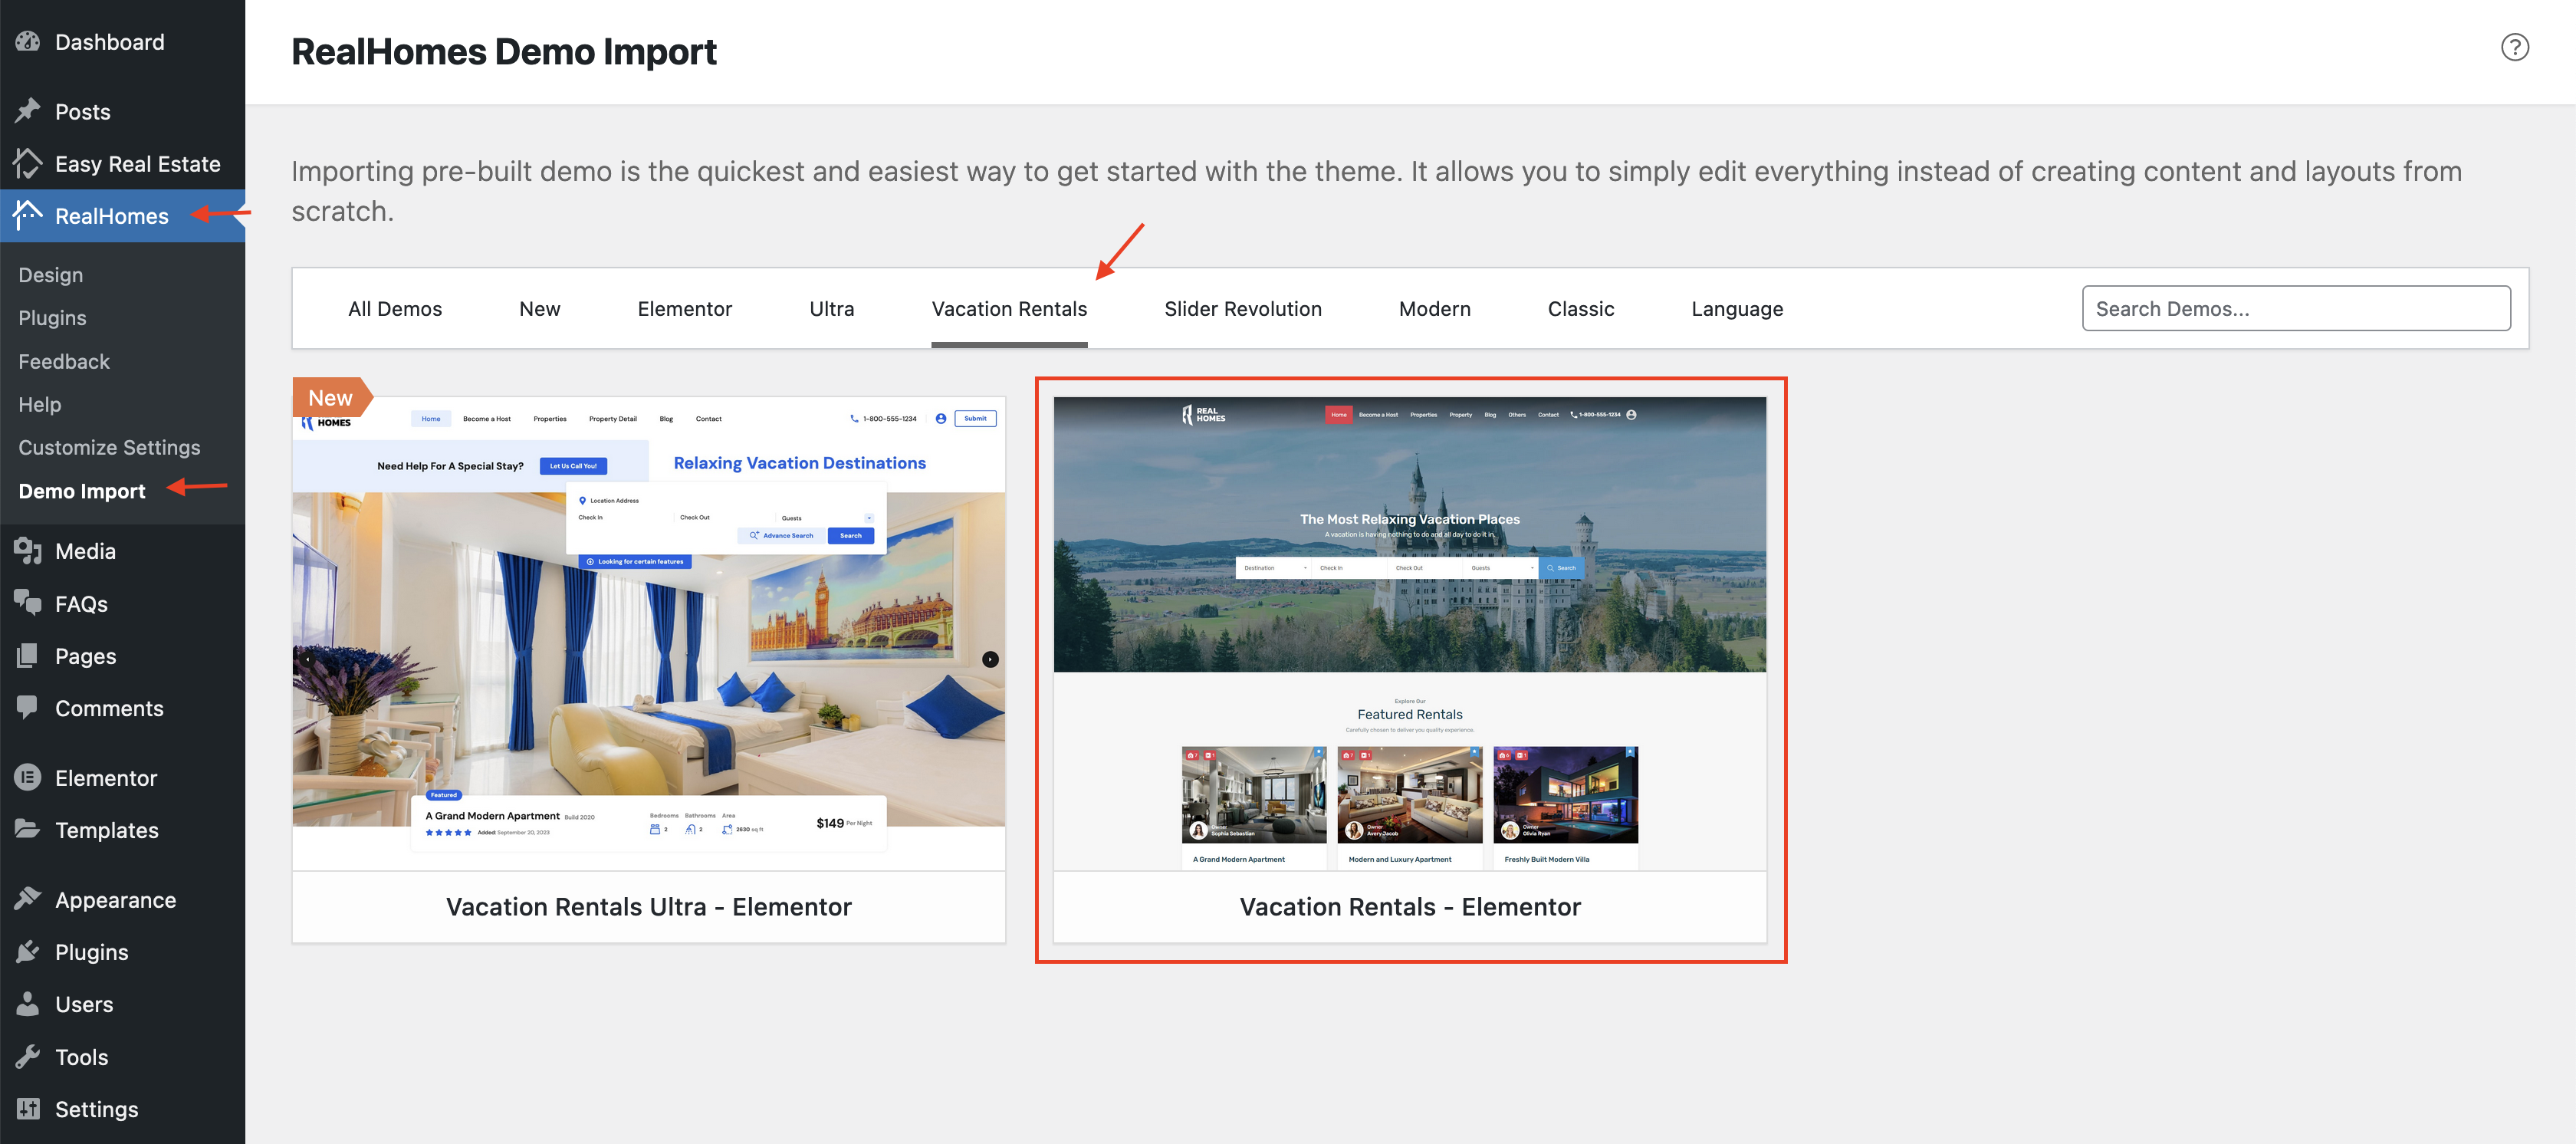 Dashboard
Posts
Easy Real Estate
RealHomes
Design
Plugins
Feedback
Help
Customize Settings
Demo Import
Media
FAQs
Pages
Comments
Elementor
Templates
Appearance
Plugins
Users
Tools
Settings
RealHomes Demo Import
?
Importing pre-built demo is the quickest and easiest way to get started with the theme. It allows you to simply edit everything instead of creating content and layouts from
scratch.
All Demos New Elementor Ultra Vacation Rentals Slider Revolution Modern Classic Language Search Demos...
New
HOMES Home Become a Host Properties Property Detail Blog Contact 1-800-555-1234 Submit
Need Help For A Special Stay? Let Us Call You! Relaxing Vacation Destinations
Location Address
Check In Check Out Guests
Advance Search Search
Looking for certain features
Featured
A Grand Modern Apartment Build 2020
Added: September 20, 2023
Bedrooms Bathrooms Area
2 2 2630 sq ft
$149 Per Night
Vacation Rentals Ultra - Elementor
REAL
HOMES
Home Become a Host Properties Property Blog Others Contact 1-800-555-1234
The Most Relaxing Vacation Places
A vacation is having nothing to do and all day to do it in.
Destination Check In Check Out Guests Search
Explore Our
Featured Rentals
Carefully chosen to deliver you quality experience.
7 1
Owner
Sophia Sebastian
A Grand Modern Apartment
7 1
Owner
Avery Jacob
Modern and Luxury Apartment
6 1
Owner
Olivia Ryan
Freshly Built Modern Villa
Vacation Rentals - Elementor